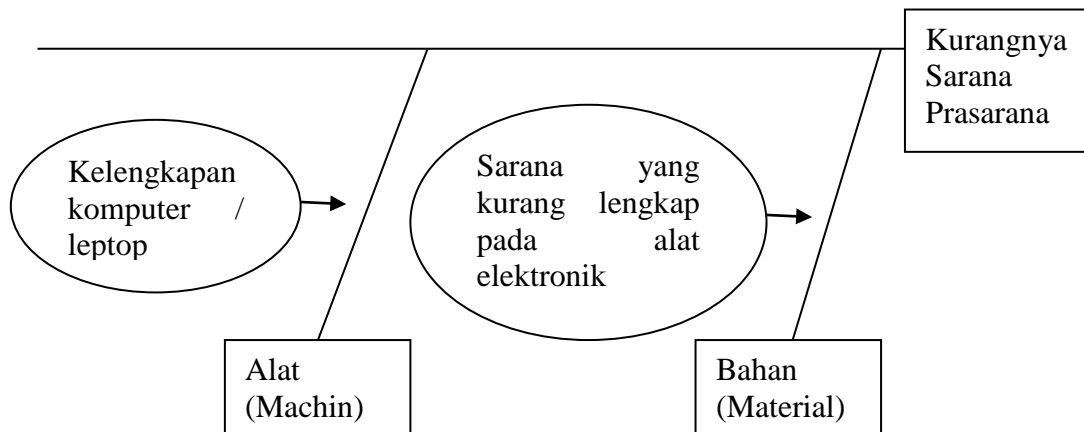 Kurangnya
Sarana
Prasarana
Kelengkapan
komputer /
leptop
Sarana yang
kurang lengkap
pada alat
elektronik
Alat
(Machin)
Bahan
(Material)